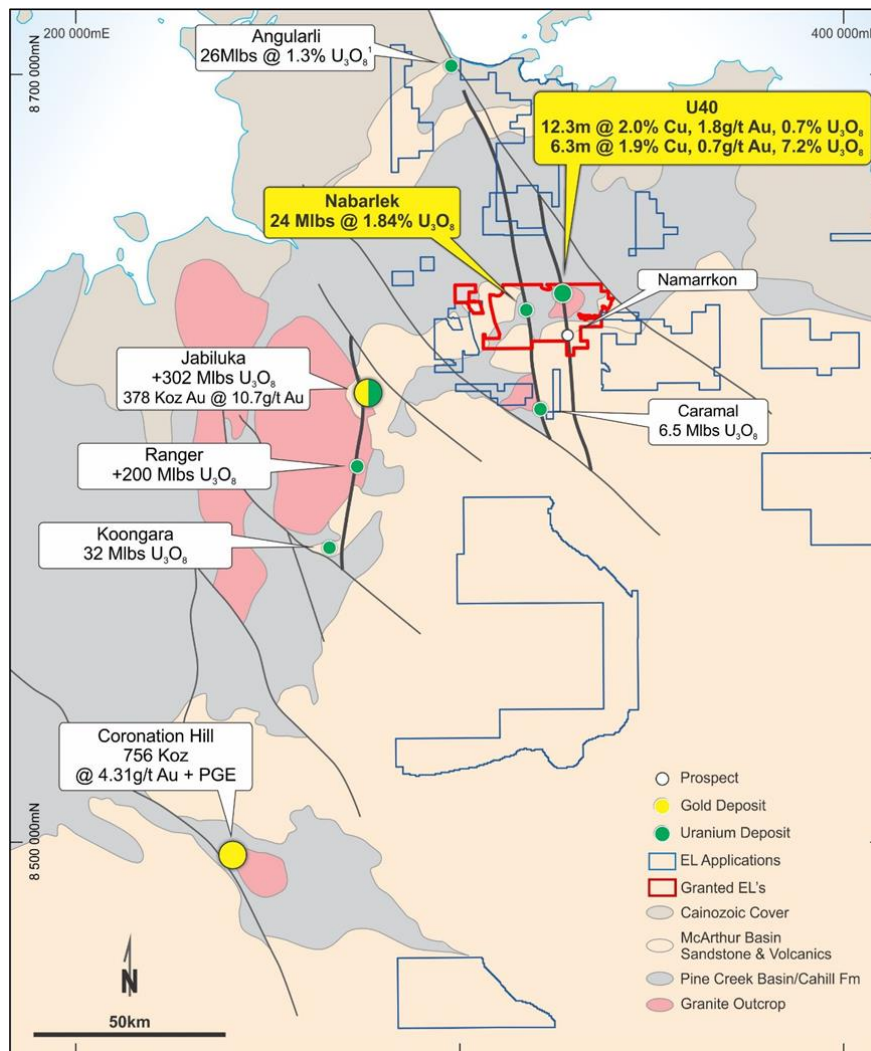 200 000mE
400 000mE
8 700 000mN
8 500 000mN
Angularli
26Mlbs @ 1.3% U₃O₈¹
U40
12.3m @ 2.0% Cu, 1.8g/t Au, 0.7% U₃O₈
6.3m @ 1.9% Cu, 0.7g/t Au, 7.2% U₃O₈
Nabarlek
24 Mlbs @ 1.84% U₃O₈
Namarrkon
Jabiluka
+302 Mlbs U₃O₈
378 Koz Au @ 10.7g/t Au
Caramal
6.5 Mlbs U₃O₈
Ranger
+200 Mlbs U₃O₈
Koongara
32 Mlbs U₃O₈
Coronation Hill
756 Koz
@ 4.31g/t Au + PGE
Prospect
Gold Deposit
Uranium Deposit
EL Applications
Granted EL's
Cainozoic Cover
McArthur Basin
Sandstone & Volcanics
Pine Creek Basin/Cahill Fm
Granite Outcrop
N
50km